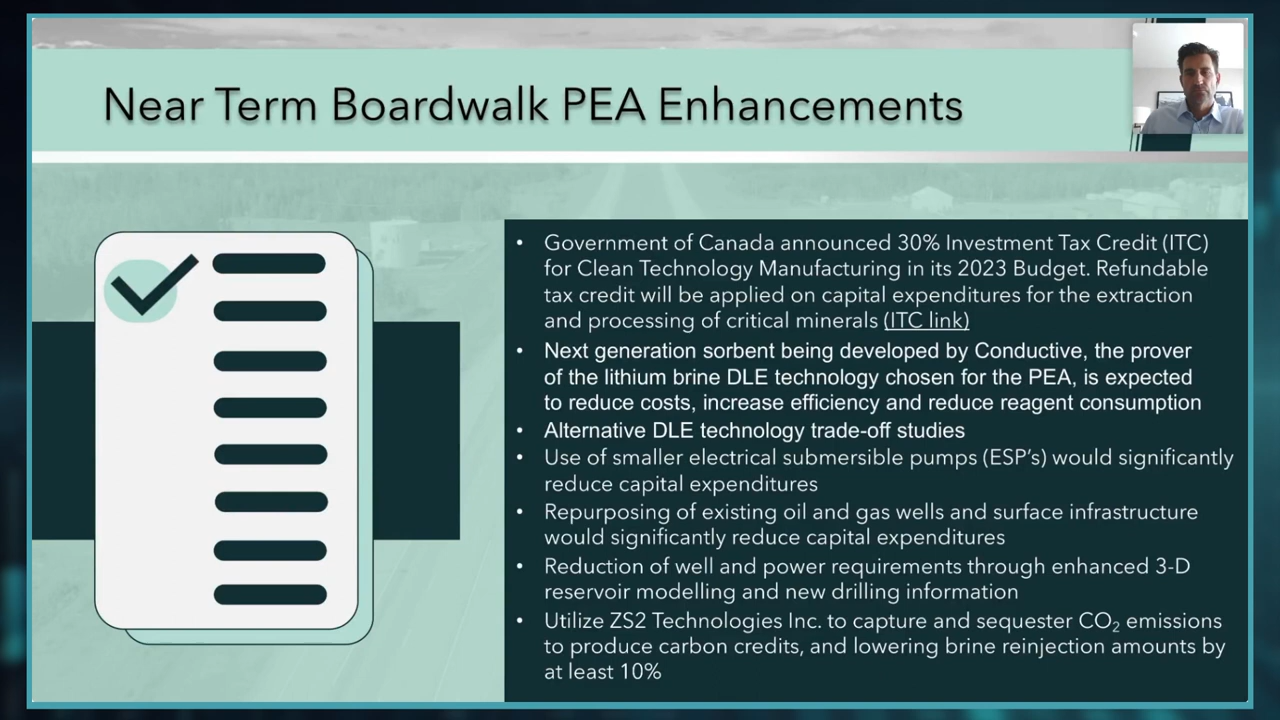 Near Term Boardwalk PEA Enhancements
• Government of Canada announced 30% Investment Tax Credit (ITC)
for Clean Technology Manufacturing in its 2023 Budget. Refundable
tax credit will be applied on capital expenditures for the extraction
and processing of critical minerals (ITC link)
• Next generation sorbent being developed by Conductive, the prover
of the lithium brine DLE technology chosen for the PEA, is expected
to reduce costs, increase efficiency and reduce reagent consumption
• Alternative DLE technology trade-off studies
• Use of smaller electrical submersible pumps (ESP's) would significantly
reduce capital expenditures
• Repurposing of existing oil and gas wells and surface infrastructure
would significantly reduce capital expenditures
• Reduction of well and power requirements through enhanced 3-D
reservoir modelling and new drilling information
• Utilize ZS2 Technologies Inc. to capture and sequester CO₂ emissions
to produce carbon credits, and lowering brine reinjection amounts by
at least 10%